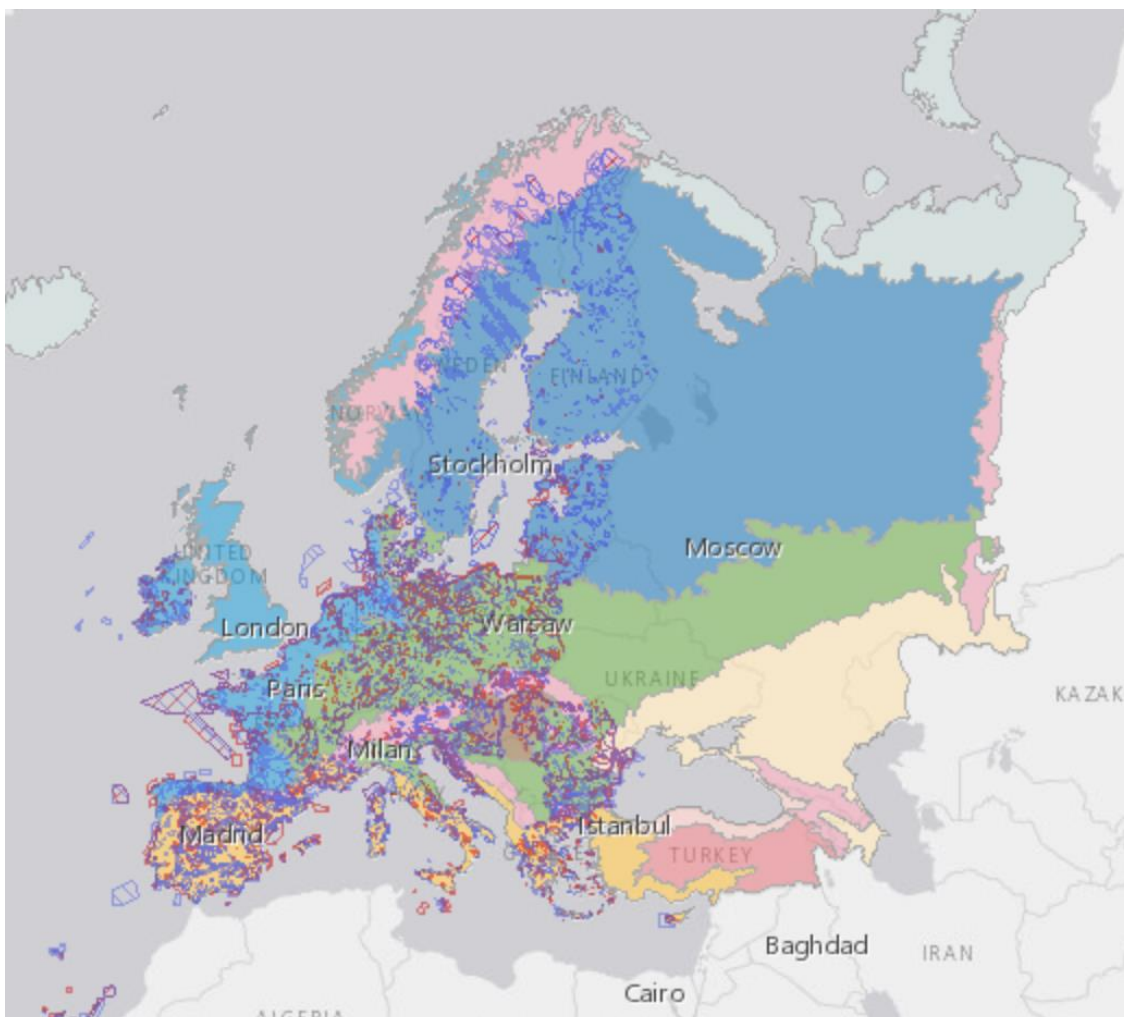 SWEDEN
FINLAND
NORWAY
Stockholm
UNITED
KINGDOM
Moscow
London
Warsaw
Paris
UKRAINE
KAZAK
Milan
Madrid
Istanbul
TURKEY
Baghdad
IRAN
Cairo
ALGERIA